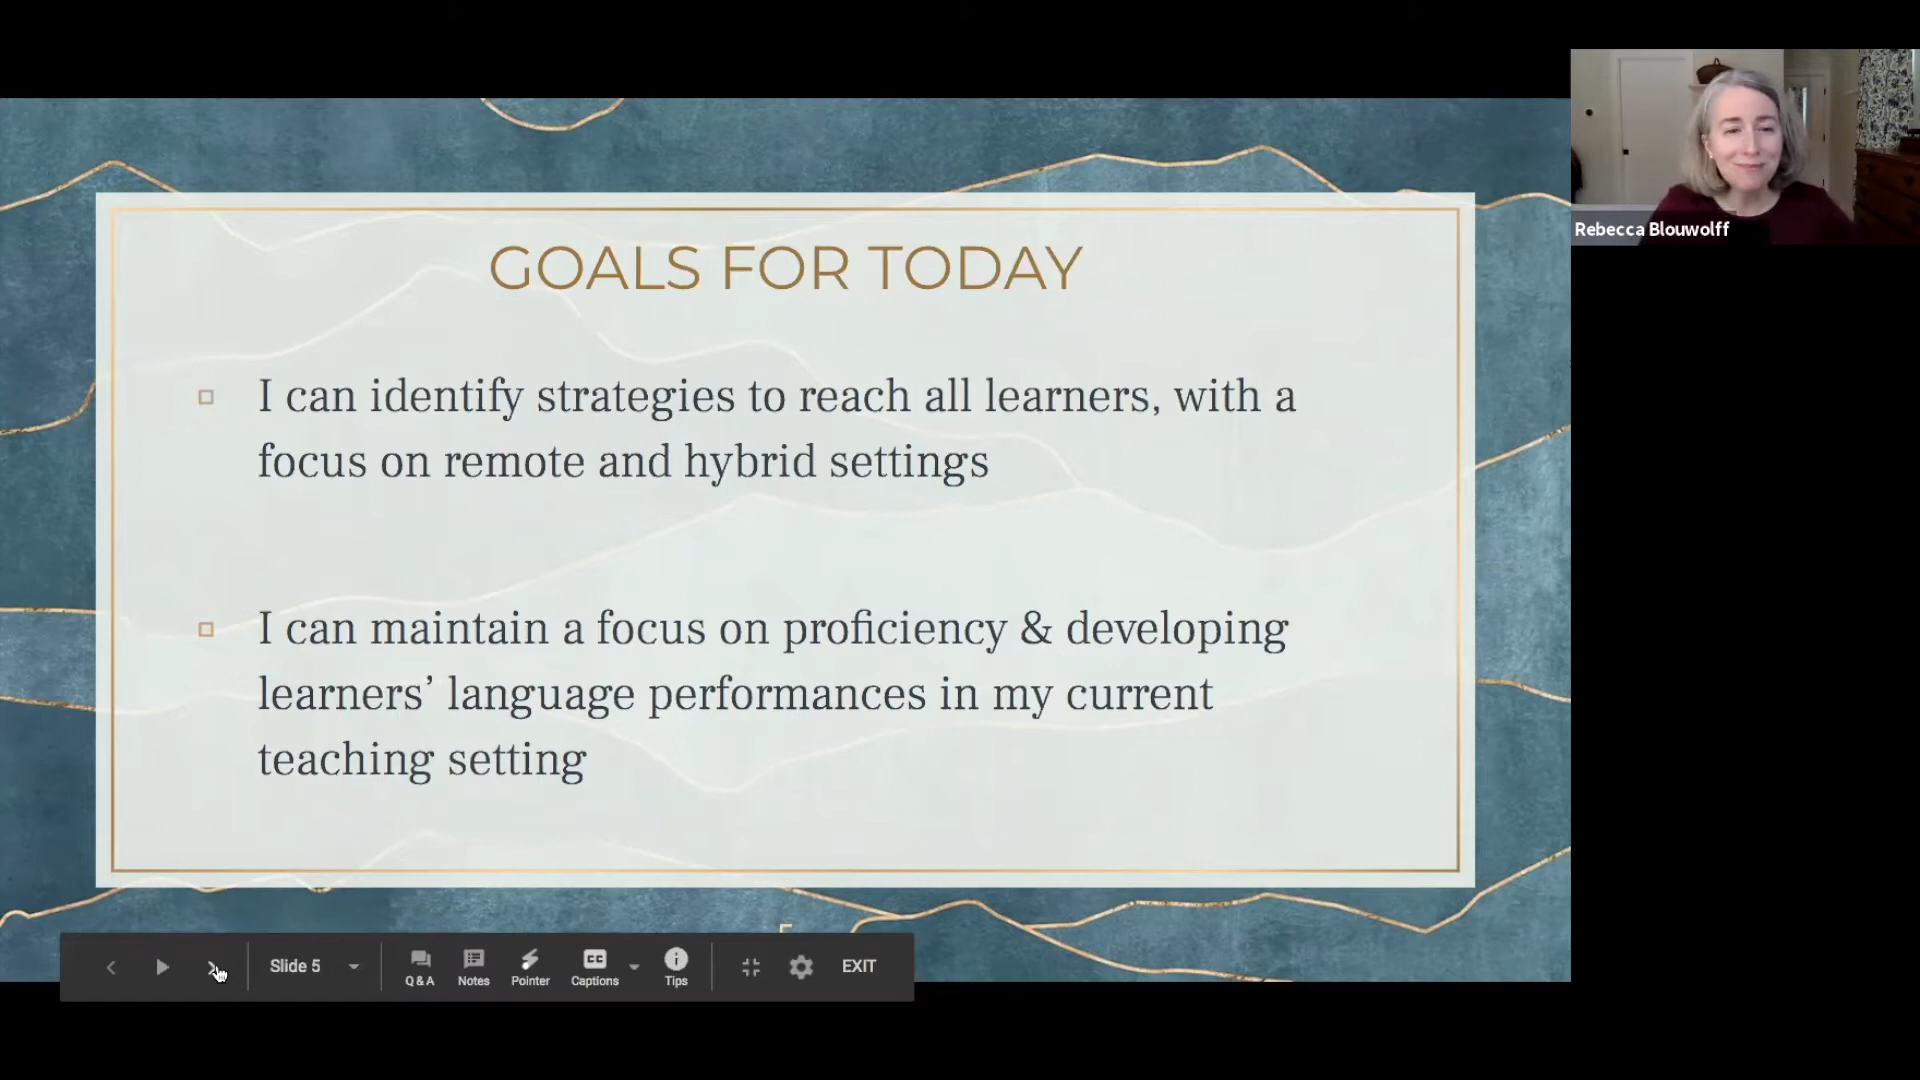 GOALS FOR TODAY
I can identify strategies to reach all learners, with a
focus on remote and hybrid settings
I can maintain a focus on proficiency & developing
learners’ language performances in my current
teaching setting
Rebecca Blouwolff
Slide 5
Q & A
Notes
Pointer
Captions
Tips
EXIT